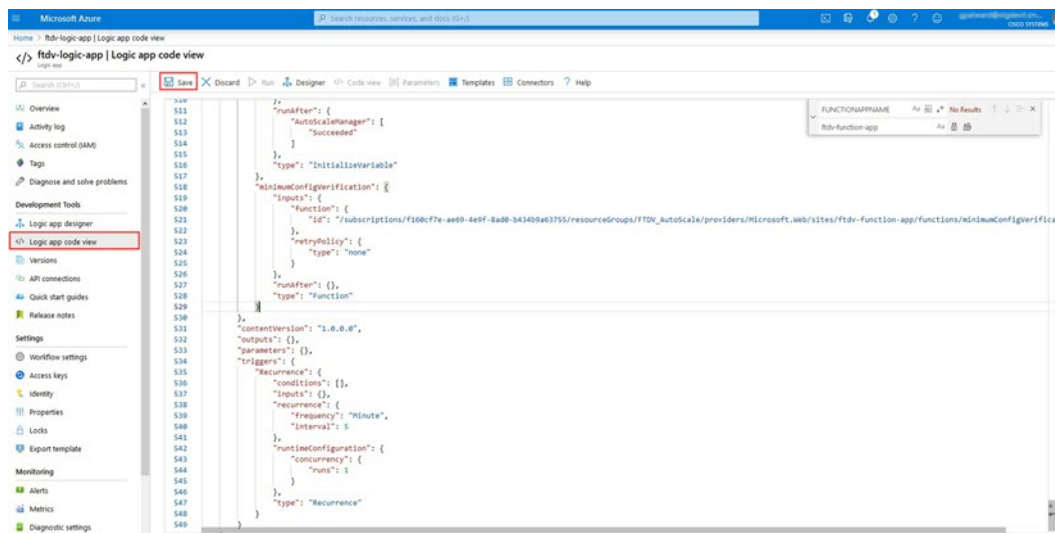 Microsoft Azure
Search resources, services, and docs (G+/)
CISCO SYSTEMS
Home > ftdv-logic-app | Logic app code view
</> ftdv-logic-app | Logic app code view
Logic app
Search (Ctrl+/)
Save Discard Run Designer </> Code view [@] Parameters Templates Connectors ? Help
Overview
Activity log
Access control (IAM)
Tags
Diagnose and solve problems
Development Tools
Logic app designer
</> Logic app code view
Versions
API connections
Quick start guides
Release notes
Settings
Workflow settings
Access keys
Identity
Properties
Locks
Export template
Monitoring
Alerts
Metrics
Diagnostic settings
FUNCTIONAPPNAME Aa No Results
ftdv-function-app
510 },
511 "runAfter": {
512 "AutoScaleManager": [
513 "Succeeded"
514 ]
515 },
516 "type": "InitializeVariable"
517 },
518 "minimumConfigVerification": {
519 "inputs": {
520 "function": {
521 "id": "/subscriptions/f160cf7e-ae69-4e9f-8ad0-b434b9a63755/resourceGroups/FTDV_AutoScale/providers/Microsoft.Web/sites/ftdv-function-app/functions/minimumConfigVerifica
522 },
523 "retryPolicy": {
524 "type": "none"
525 }
526 },
527 "runAfter": {},
528 "type": "Function"
529 }
530 },
531 "contentVersion": "1.0.0.0",
532 "outputs": {},
533 "parameters": {},
534 "triggers": {
535 "Recurrence": {
536 "conditions": [],
537 "inputs": {},
538 "recurrence": {
539 "frequency": "Minute",
540 "interval": 5
541 },
542 "runtimeConfiguration": {
543 "concurrency": {
544 "runs": 1
545 }
546 },
547 "type": "Recurrence"
548 }
549 }